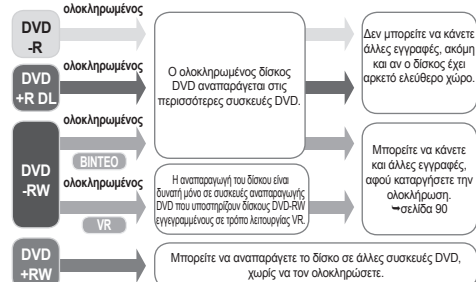 DVD
-R
ολοκληρωμένος
DVD
+R DL
ολοκληρωμένος
Ο ολοκληρωμένος δίσκος
DVD αναπαράγεται στις
περισσότερες συσκευές DVD.
Δεν μπορείτε να κάνετε
άλλες εγγραφές, ακόμη
και αν ο δίσκος έχει
αρκετό ελεύθερο χώρο.
DVD
-RW
ολοκληρωμένος
ΒΙΝΤΕΟ
ολοκληρωμένος
VR
Η αναπαραγωγή του δίσκου είναι
δυνατή μόνο σε συσκευές αναπαραγωγής
DVD που υποστηρίζουν δίσκους DVD-RW
εγγεγραμμένους σε τρόπο λειτουργίας VR.
Μπορείτε να κάνετε
και άλλες εγγραφές,
αφού καταργήσετε την
ολοκλήρωση.
➥σελίδα 90
DVD
+RW
Μπορείτε να αναπαράγετε το δίσκο σε άλλες συσκευές DVD,
χωρίς να τον ολοκληρώσετε.